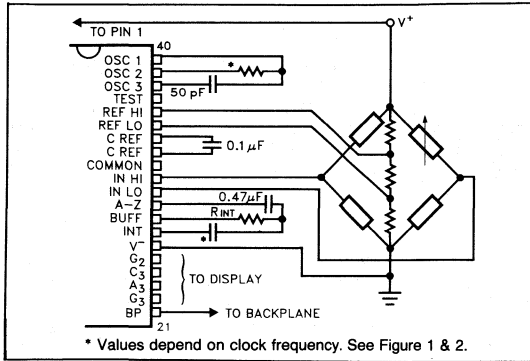 V⁺
TO PIN 1
40
OSC 1
OSC 2
*
OSC 3
50 pF
TEST
REF HI
REF LO
C REF
0.1 µF
C REF
COMMON
IN HI
IN LO
0.47µF
A-Z
BUFF
R INT
INT
*
V⁻
G₂
C₃
TO DISPLAY
A₃
G₃
BP
TO BACKPLANE
21
* Values depend on clock frequency. See Figure 1 & 2.